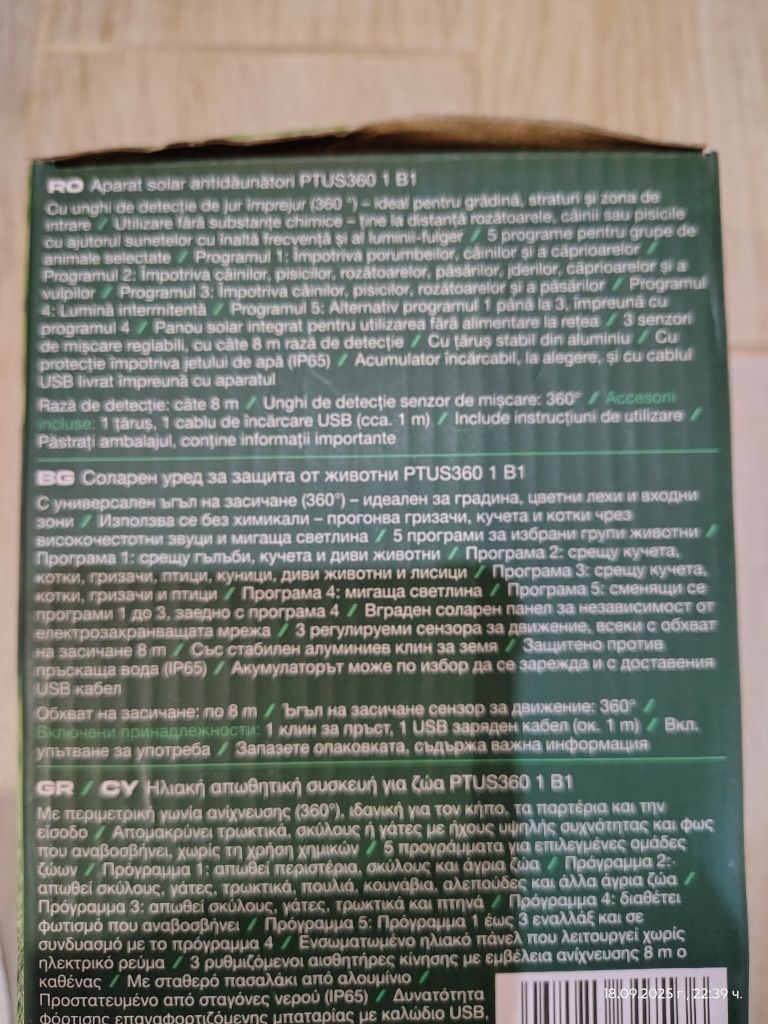 RO Aparat solar antidăunători PTUS360 1 B1
Cu unghi de detecție de jur împrejur (360 °) – ideal pentru grădină, straturi și zona de
intrare / Utilizare fără substanțe chimice – ține la distanță rozătoarele, câinii sau pisicile
cu ajutorul sunetelor cu înaltă frecvență și al luminii-fulger / 5 programe pentru grupe de
animale selectate / Programul 1: Împotriva porumbeilor, câinilor și a căprioarelor /
Programul 2: Împotriva câinilor, pisicilor, rozătoarelor, păsărilor, jderilor, căprioarelor și a
vulpilor / Programul 3: Împotriva câinilor, pisicilor, rozătoarelor și a păsărilor / Programul
4: Lumină intermitentă / Programul 5: Alternativ programul 1 până la 3, împreună cu
programul 4 / Panou solar integrat pentru utilizarea fără alimentare la rețea / 3 senzori
de mișcare reglabili, cu câte 8 m rază de detecție / Cu țăruș stabil din aluminiu / Cu
protecție împotriva jetului de apă (IP65) / Acumulator încărcabil, la alegere, și cu cablul
USB livrat împreună cu aparatul
Rază de detecție: câte 8 m / Unghi de detecție senzor de mișcare: 360° / Accesorii
incluse: 1 țăruș, 1 cablu de încărcare USB (cca. 1 m) / Include instrucțiuni de utilizare /
Păstrați ambalajul, conține informații importante
BG Соларен уред за защита от животни PTUS360 1 B1
С универсален ъгъл на засичане (360°) – идеален за градина, цветни лехи и входни
зони / Използва се без химикали – прогонва гризачи, кучета и котки чрез
високочестотни звуци и мигаща светлина / 5 програми за избрани групи животни /
Програма 1: срещу гълъби, кучета и диви животни / Програма 2: срещу кучета,
котки, гризачи, птици, куници, диви животни и лисици / Програма 3: срещу кучета,
котки, гризачи и птици / Програма 4: мигаща светлина / Програма 5: сменящи се
програми 1 до 3, заедно с програма 4 / Вграден соларен панел за независимост от
електрозахранващата мрежа / 3 регулируеми сензора за движение, всеки с обхват
на засичане 8 m / Със стабилен алуминиев клин за земя / Защитено против
пръскаща вода (IP65) / Акумулаторът може по избор да се зарежда и с доставения
USB кабел
Обхват на засичане: по 8 m / Ъгъл на засичане сензор за движение: 360° /
Включени принадлежности: 1 клин за пръст, 1 USB заряден кабел (ок. 1 m) / Вкл.
упътване за употреба / Запазете опаковката, съдържа важна информация
GR / CY Ηλιακή απωθητική συσκευή για ζώα PTUS360 1 B1
Με περιμετρική γωνία ανίχνευσης (360°), ιδανική για τον κήπο, τα παρτέρια και την
είσοδο / Απομακρύνει τρωκτικά, σκύλους ή γάτες με ήχους υψηλής συχνότητας και φως
που αναβοσβήνει, χωρίς τη χρήση χημικών / 5 προγράμματα για επιλεγμένες ομάδες
ζώων / Πρόγραμμα 1: απωθεί περιστέρια, σκύλους και άγρια ζώα / Πρόγραμμα 2:
απωθεί σκύλους, γάτες, τρωκτικά, πουλιά, κουνάβια, αλεπούδες και άλλα άγρια ζώα /
Πρόγραμμα 3: απωθεί σκύλους, γάτες, τρωκτικά και πτηνά / Πρόγραμμα 4: διαθέτει
φωτισμό που αναβοσβήνει / Πρόγραμμα 5: Πρόγραμμα 1 έως 3 εναλλάξ και σε
συνδυασμό με το πρόγραμμα 4 / Ενσωματωμένο ηλιακό πάνελ που λειτουργεί χωρίς
ηλεκτρικό ρεύμα / 3 ρυθμιζόμενοι αισθητήρες κίνησης με εμβέλεια ανίχνευσης 8 m ο
καθένας / Με σταθερό πασαλάκι από αλουμίνιο /
Προστατευμένο από σταγόνες νερού (IP65) / Δυνατότητα
φόρτισης επαναφορτιζόμενης μπαταρίας με καλώδιο USB,
18.09.2025 г., 22:39 ч.